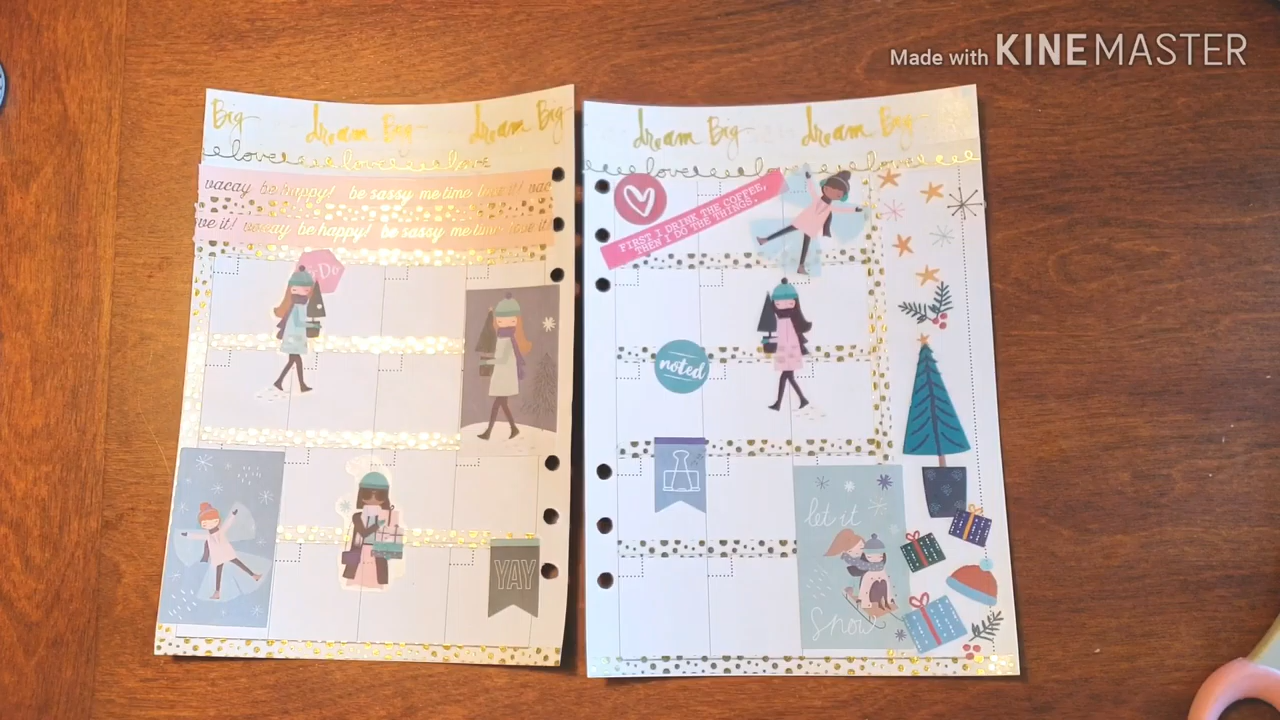 Made with KINEMASTER
Big dream Big dream Big
love love love
vacay be happy! be sassy me time love it! vac
ve it! vacay be happy! be sassy me time love it!
Do
YAY
dream Big dream Big
love love love love
FIRST I DRINK THE COFFEE,
THEN I DO THE THINGS.
noted
let it
Snow